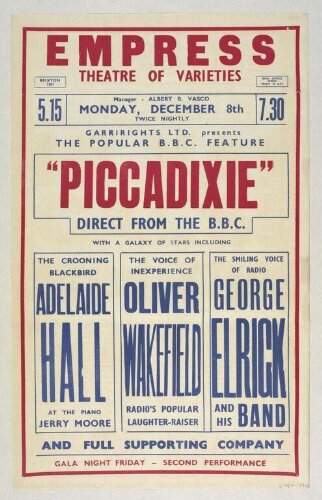 EMPRESS
THEATRE OF VARIETIES
BRIXTON
5.15
Manager - ALBERT B. VASCO
MONDAY, DECEMBER 8th
TWICE NIGHTLY
7.30
GARRIRIGHTS LTD. presents
THE POPULAR B.B.C. FEATURE
"PICCADIXIE"
DIRECT FROM THE B.B.C.
WITH A GALAXY OF STARS INCLUDING
THE CROONING
BLACKBIRD
ADELAIDE
HALL
AT THE PIANO
JERRY MOORE
THE VOICE OF
INEXPERIENCE
OLIVER
WAKEFIELD
RADIO'S POPULAR
LAUGHTER-RAISER
THE SMILING VOICE
OF RADIO
GEORGE
ELRICK
AND HIS BAND
AND FULL SUPPORTING COMPANY
GALA NIGHT FRIDAY - SECOND PERFORMANCE